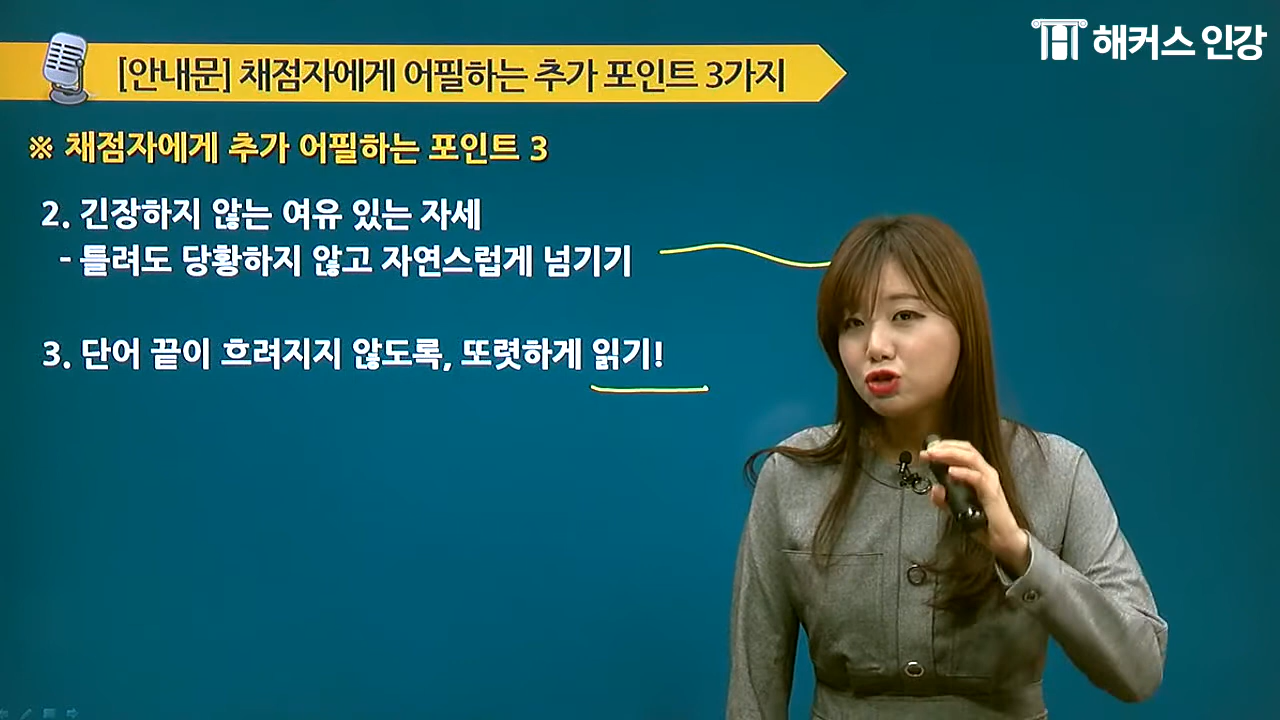 해커스 인강
[안내문] 채점자에게 어필하는 추가 포인트 3가지
※ 채점자에게 추가 어필하는 포인트 3
2. 긴장하지 않는 여유 있는 자세
- 틀려도 당황하지 않고 자연스럽게 넘기기
3. 단어 끝이 흐려지지 않도록, 또렷하게 읽기!